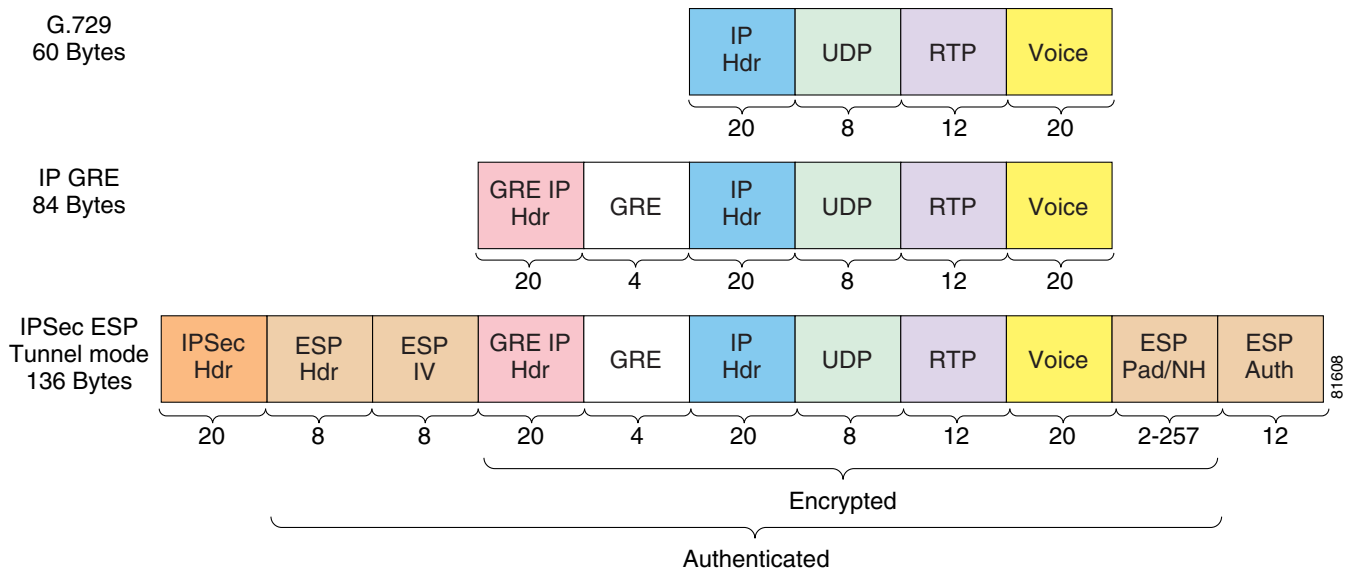 G.729
60 Bytes
IP
Hdr
UDP
RTP
Voice
20
8
12
20
IP GRE
84 Bytes
GRE IP
Hdr
GRE
IP
Hdr
UDP
RTP
Voice
20
4
20
8
12
20
IPSec ESP
Tunnel mode
136 Bytes
IPSec
Hdr
ESP
Hdr
ESP
IV
GRE IP
Hdr
GRE
IP
Hdr
UDP
RTP
Voice
ESP
Pad/NH
ESP
Auth
81608
20
8
8
20
4
20
8
12
20
2-257
12
Encrypted
Authenticated